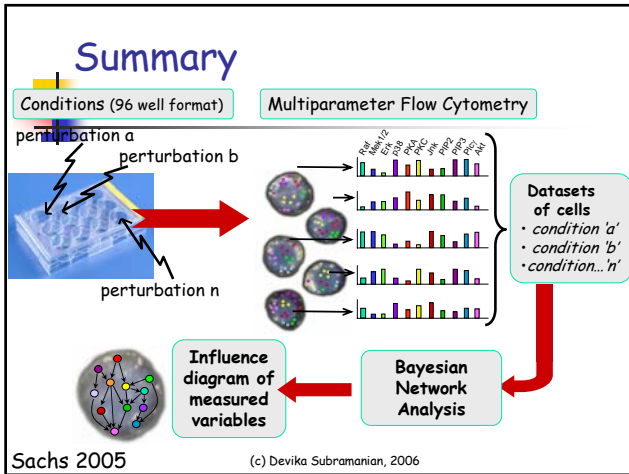 Summary
Conditions (96 well format)
Multiparameter Flow Cytometry
perturbation a
perturbation b
perturbation n
Raf
Mek1/2
Erk
p38
PKA
PKC
Jnk
PIP2
PIP3
Plcγ
Akt
Datasets
of cells
• condition 'a'
• condition 'b'
• condition...'n'
Influence
diagram of
measured
variables
Bayesian
Network
Analysis
Sachs 2005
(c) Devika Subramanian, 2006